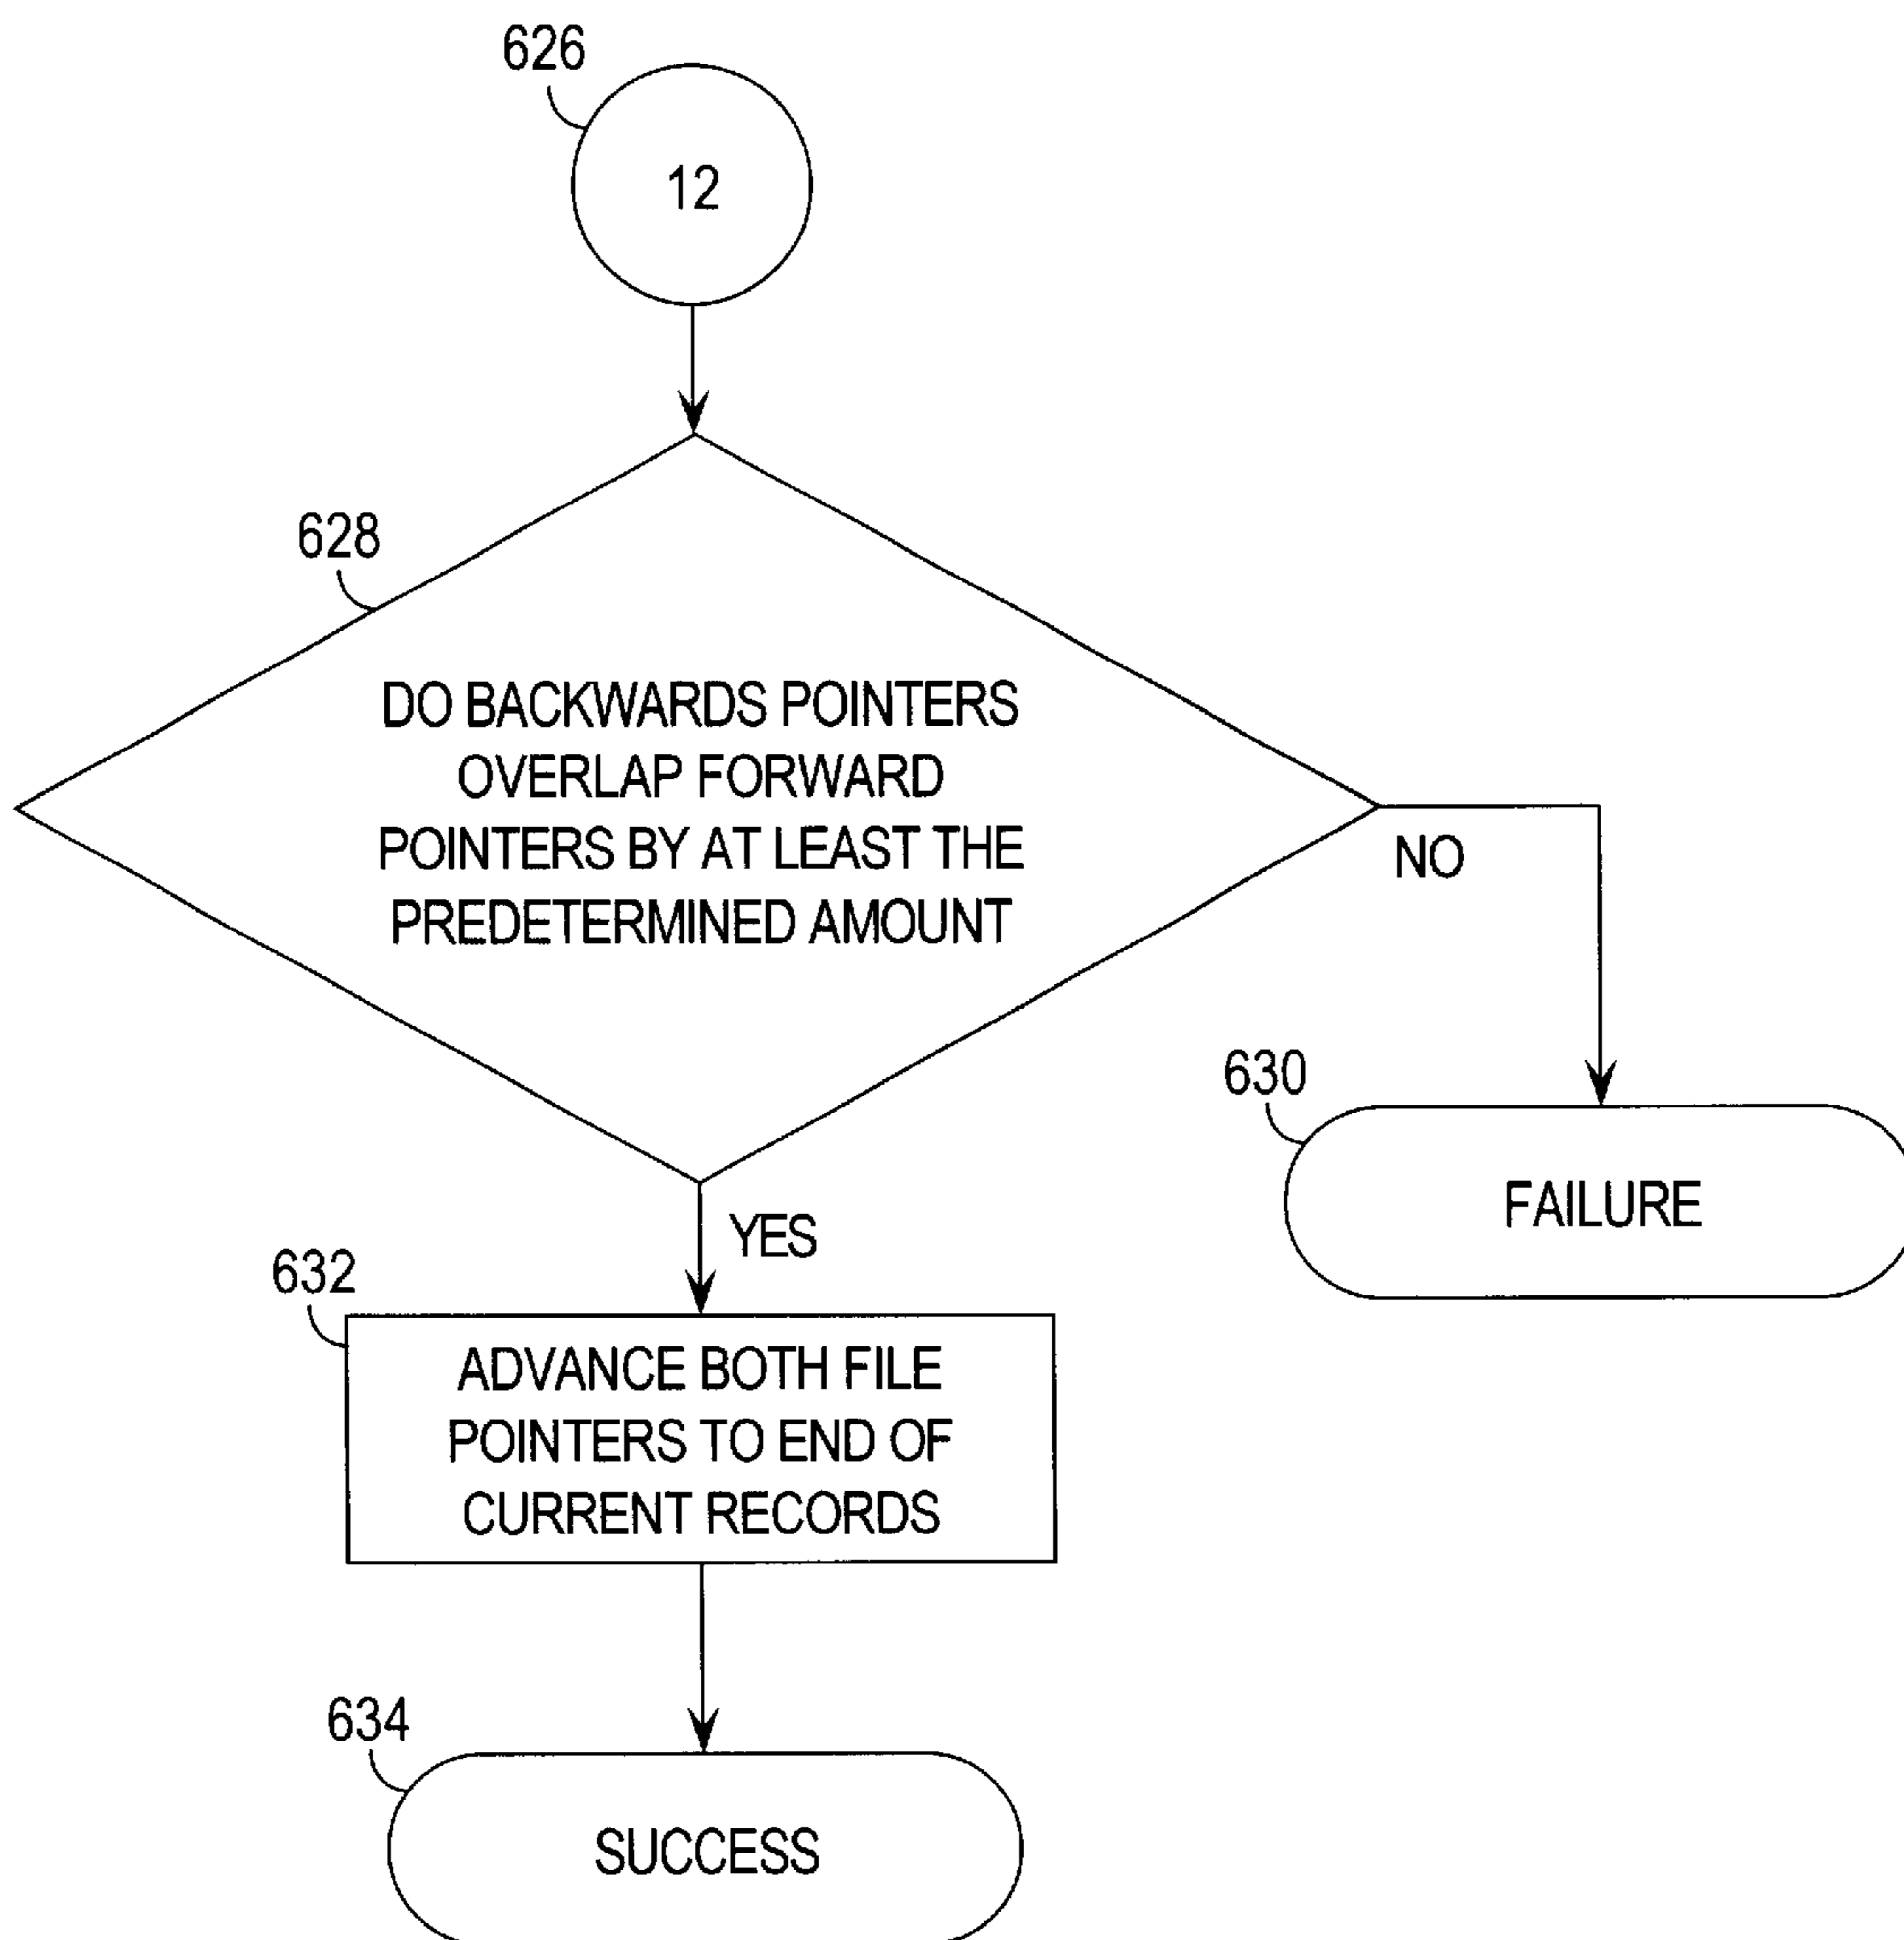 626
12
628
DO BACKWARDS POINTERS
OVERLAP FORWARD
POINTERS BY AT LEAST THE
PREDETERMINED AMOUNT
NO
630
FAILURE
YES
632
ADVANCE BOTH FILE
POINTERS TO END OF
CURRENT RECORDS
634
SUCCESS